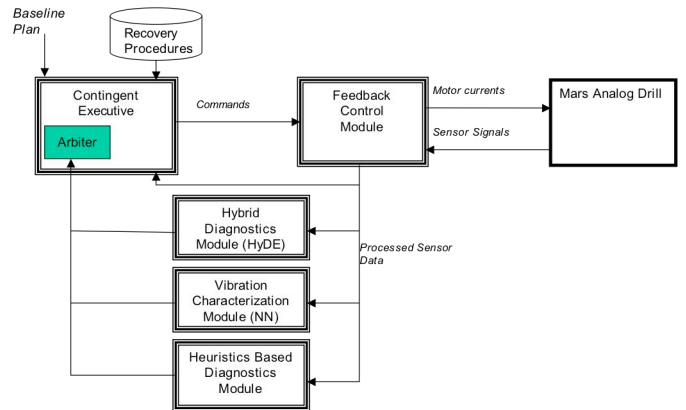 Baseline
Plan
Recovery
Procedures
Contingent
Executive
Arbiter
Commands
Feedback
Control
Module
Motor currents
Sensor Signals
Mars Analog Drill
Hybrid
Diagnostics
Module (HyDE)
Processed Sensor
Data
Vibration
Characterization
Module (NN)
Heuristics Based
Diagnostics
Module